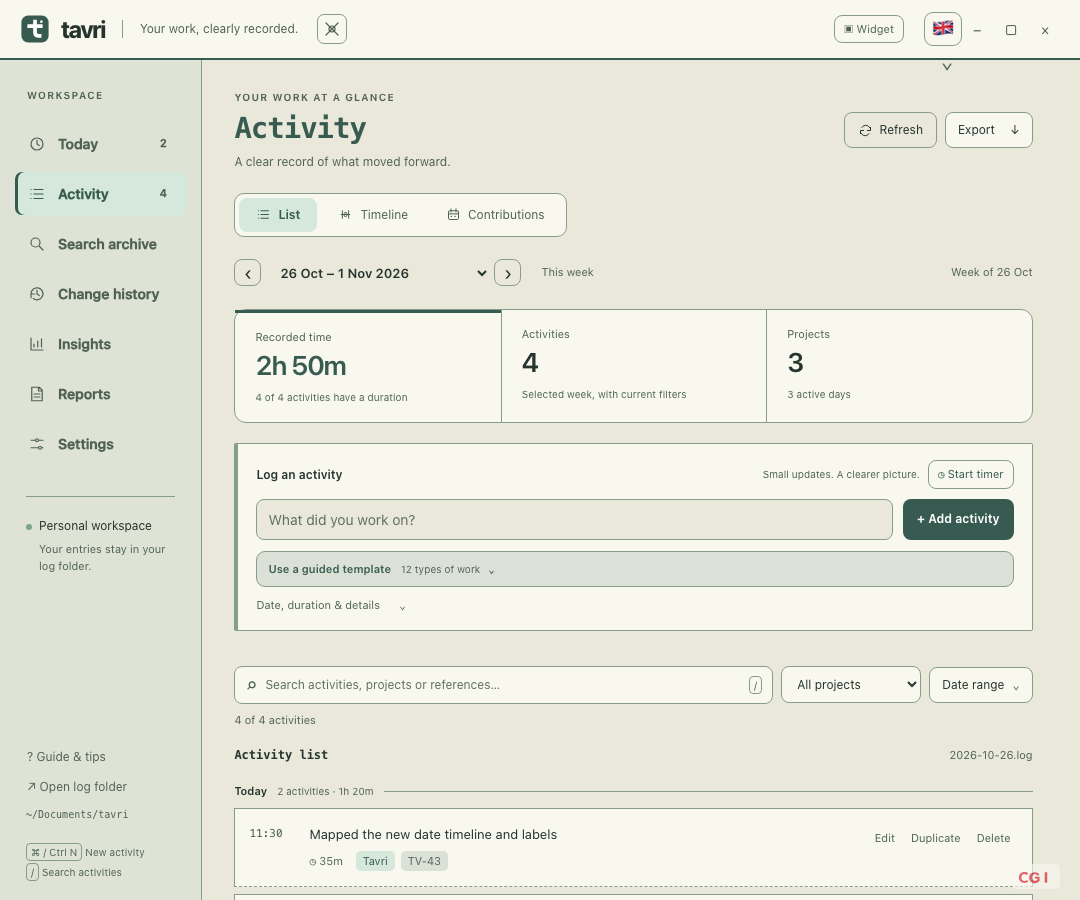 tavri
Your work, clearly recorded.
Widget
WORKSPACE
Today 2
Activity 4
Search archive
Change history
Insights
Reports
Settings
Personal workspace
Your entries stay in your
log folder.
? Guide & tips
↗ Open log folder
~/Documents/tavri
⌘ / Ctrl N New activity
/ Search activities
YOUR WORK AT A GLANCE
Activity
A clear record of what moved forward.
Refresh
Export ↓
List
Timeline
Contributions
‹ 26 Oct – 1 Nov 2026 › This week
Week of 26 Oct
Recorded time
2h 50m
4 of 4 activities have a duration
Activities
4
Selected week, with current filters
Projects
3
3 active days
Log an activity
Small updates. A clearer picture.
Start timer
What did you work on?
+ Add activity
Use a guided template 12 types of work
Date, duration & details
Search activities, projects or references... /
All projects
Date range
4 of 4 activities
Activity list
2026-10-26.log
Today 2 activities · 1h 20m
11:30 Mapped the new date timeline and labels
Edit Duplicate Delete
35m Tavri TV-43
CGI